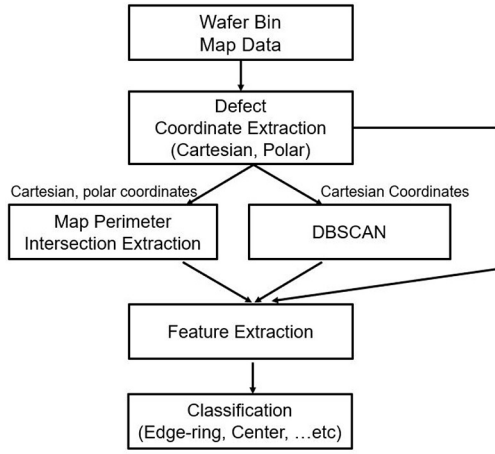 Wafer Bin
Map Data
Defect
Coordinate Extraction
(Cartesian, Polar)
Cartesian, polar coordinates
Cartesian Coordinates
Map Perimeter
Intersection Extraction
DBSCAN
Feature Extraction
Classification
(Edge-ring, Center, …etc)